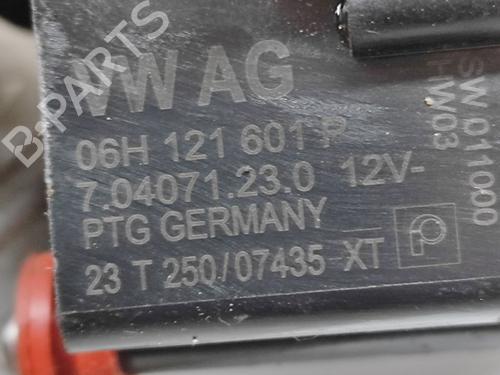 VW AG
06H 121 601 P
7.04071.23.0 12V-
PTG GERMANY
23 T 250/07435 XT
SW 011000
HW03
B-PARTS